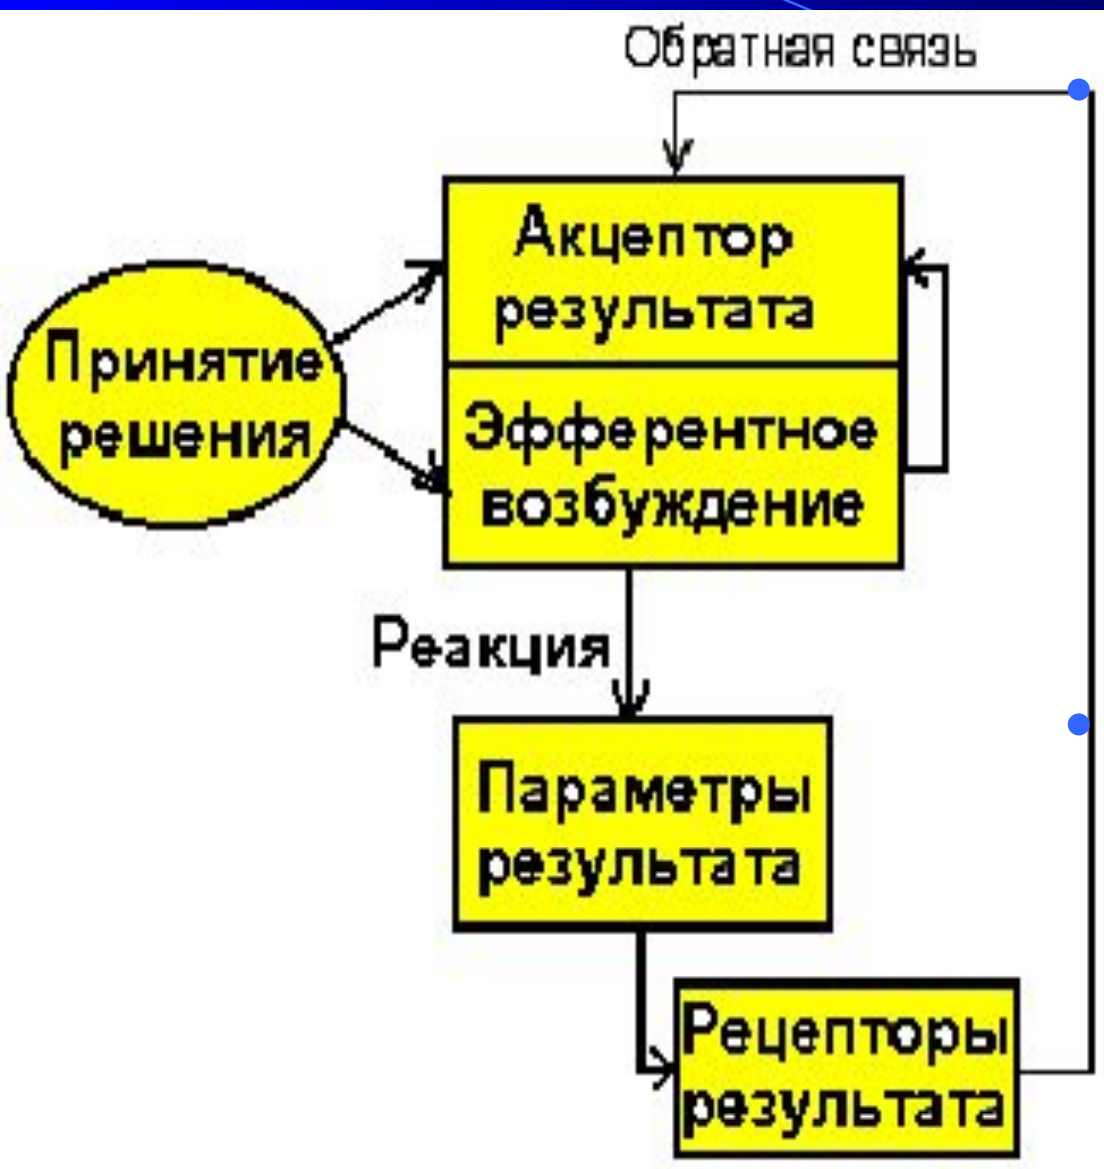 Обратная связь
Акцептор
результата
Принятие
решения
Эфферентное
возбуждение
Реакция
Параметры
результата
Рецепторы
результата